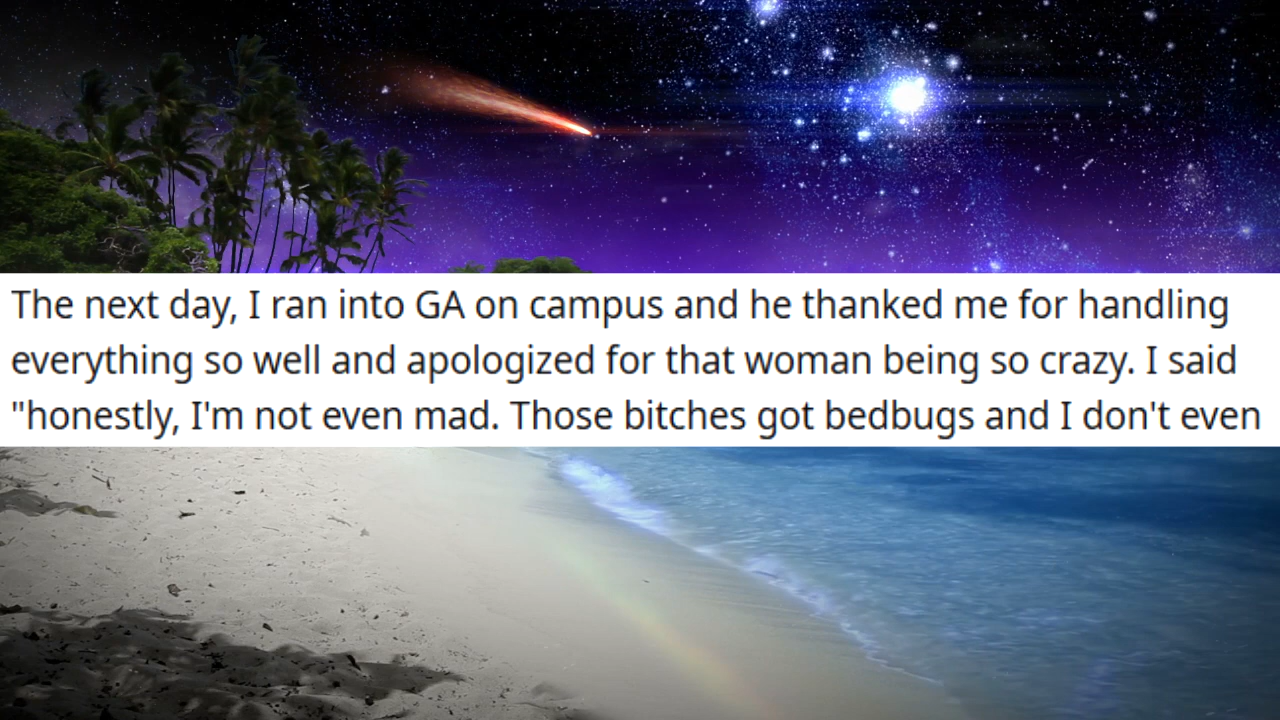 The next day, I ran into GA on campus and he thanked me for handling
everything so well and apologized for that woman being so crazy. I said
"honestly, I'm not even mad. Those bitches got bedbugs and I don't even